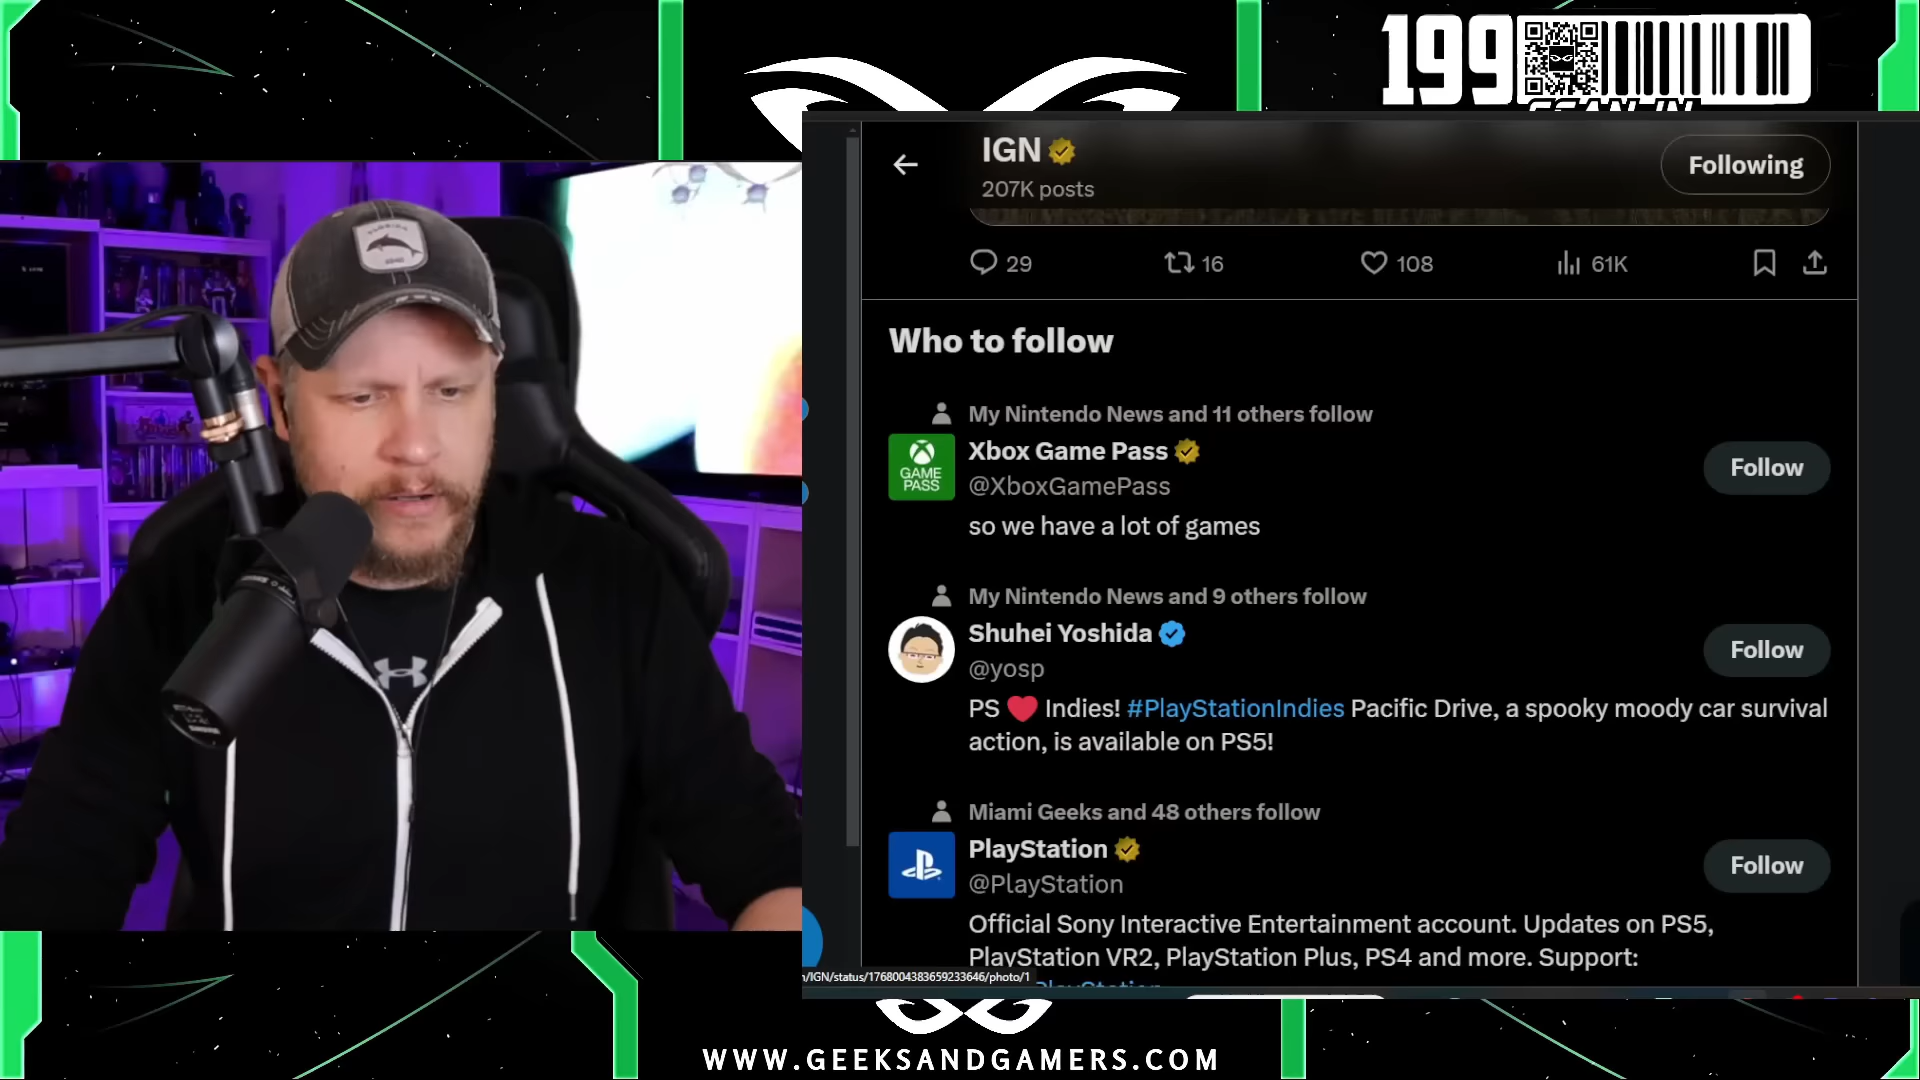 199
IGN
207K posts
Following
29
16
108
61K
Who to follow
My Nintendo News and 11 others follow
GAME
PASS
Xbox Game Pass
@XboxGamePass
Follow
so we have a lot of games
My Nintendo News and 9 others follow
Shuhei Yoshida
@yosp
Follow
PS ❤️ Indies! #PlayStationIndies Pacific Drive, a spooky moody car survival
action, is available on PS5!
Miami Geeks and 48 others follow
PlayStation
@PlayStation
Follow
Official Sony Interactive Entertainment account. Updates on PS5,
PlayStation VR2, PlayStation Plus, PS4 and more. Support:
/IGN/status/1768004383659233646/photo/1
WWW.GEEKSANDGAMERS.COM